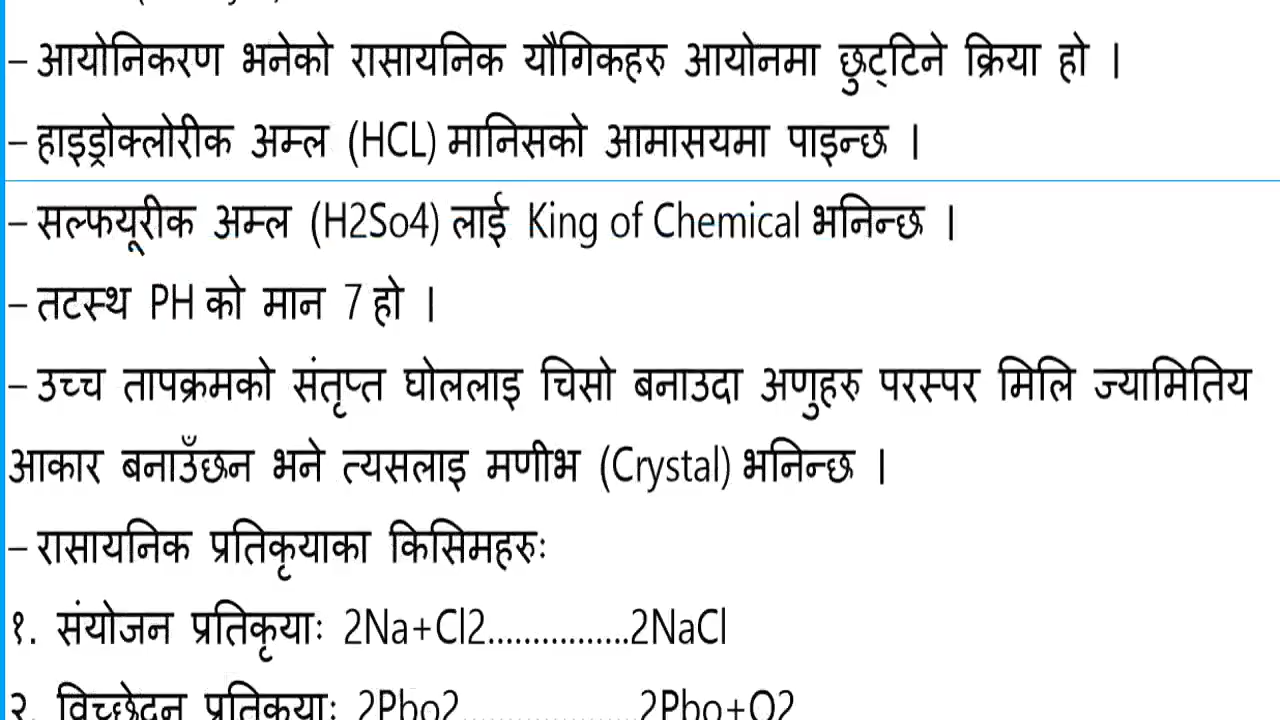 – आयोनिकरण भनेको रासायनिक यौगिकहरु आयोनमा छुट्टिने क्रिया हो ।
– हाइड्रोक्लोरीक अम्ल (HCL) मानिसको आमासयमा पाइन्छ ।
– सल्फयूरीक अम्ल (H2So4) लाई King of Chemical भनिन्छ ।
– तटस्थ PH को मान 7 हो ।
– उच्च तापक्रमको संतृप्त घोललाइ चिसो बनाउदा अणुहरु परस्पर मिलि ज्यामितिय
आकार बनाउँछन भने त्यसलाइ मणीभ (Crystal) भनिन्छ ।
– रासायनिक प्रतिकृयाका किसिमहरुः
१. संयोजन प्रतिकृयाः 2Na+Cl2................2NaCl
२. विच्छेदन प्रतिकृयाः 2Pbo2....................2Pbo+O2